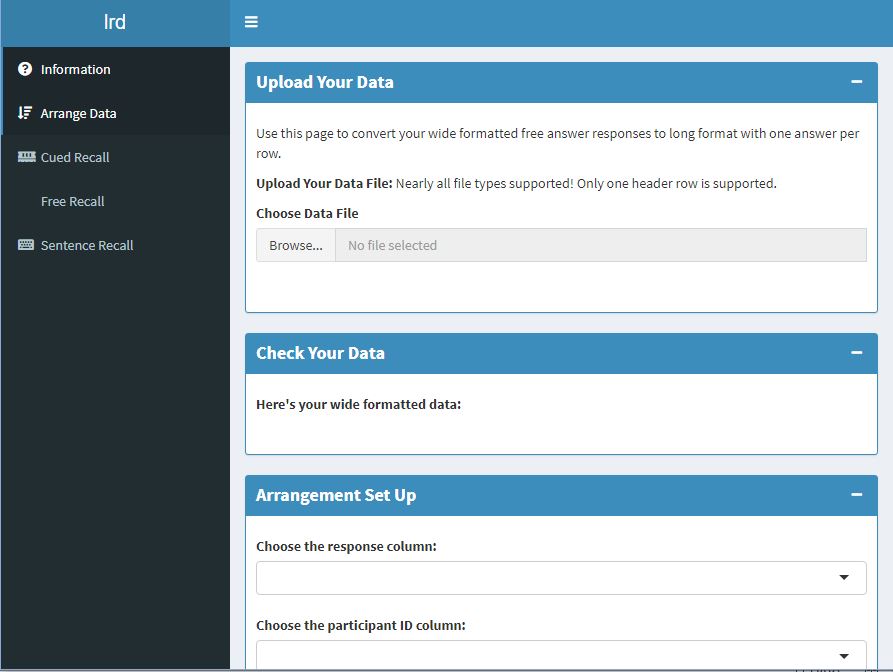 lrd
Information
Arrange Data
Cued Recall
Free Recall
Sentence Recall
Upload Your Data
Use this page to convert your wide formatted free answer responses to long format with one answer per
row.
Upload Your Data File: Nearly all file types supported! Only one header row is supported.
Choose Data File
Browse... No file selected
Check Your Data
Here's your wide formatted data:
Arrangement Set Up
Choose the response column:
Choose the participant ID column: